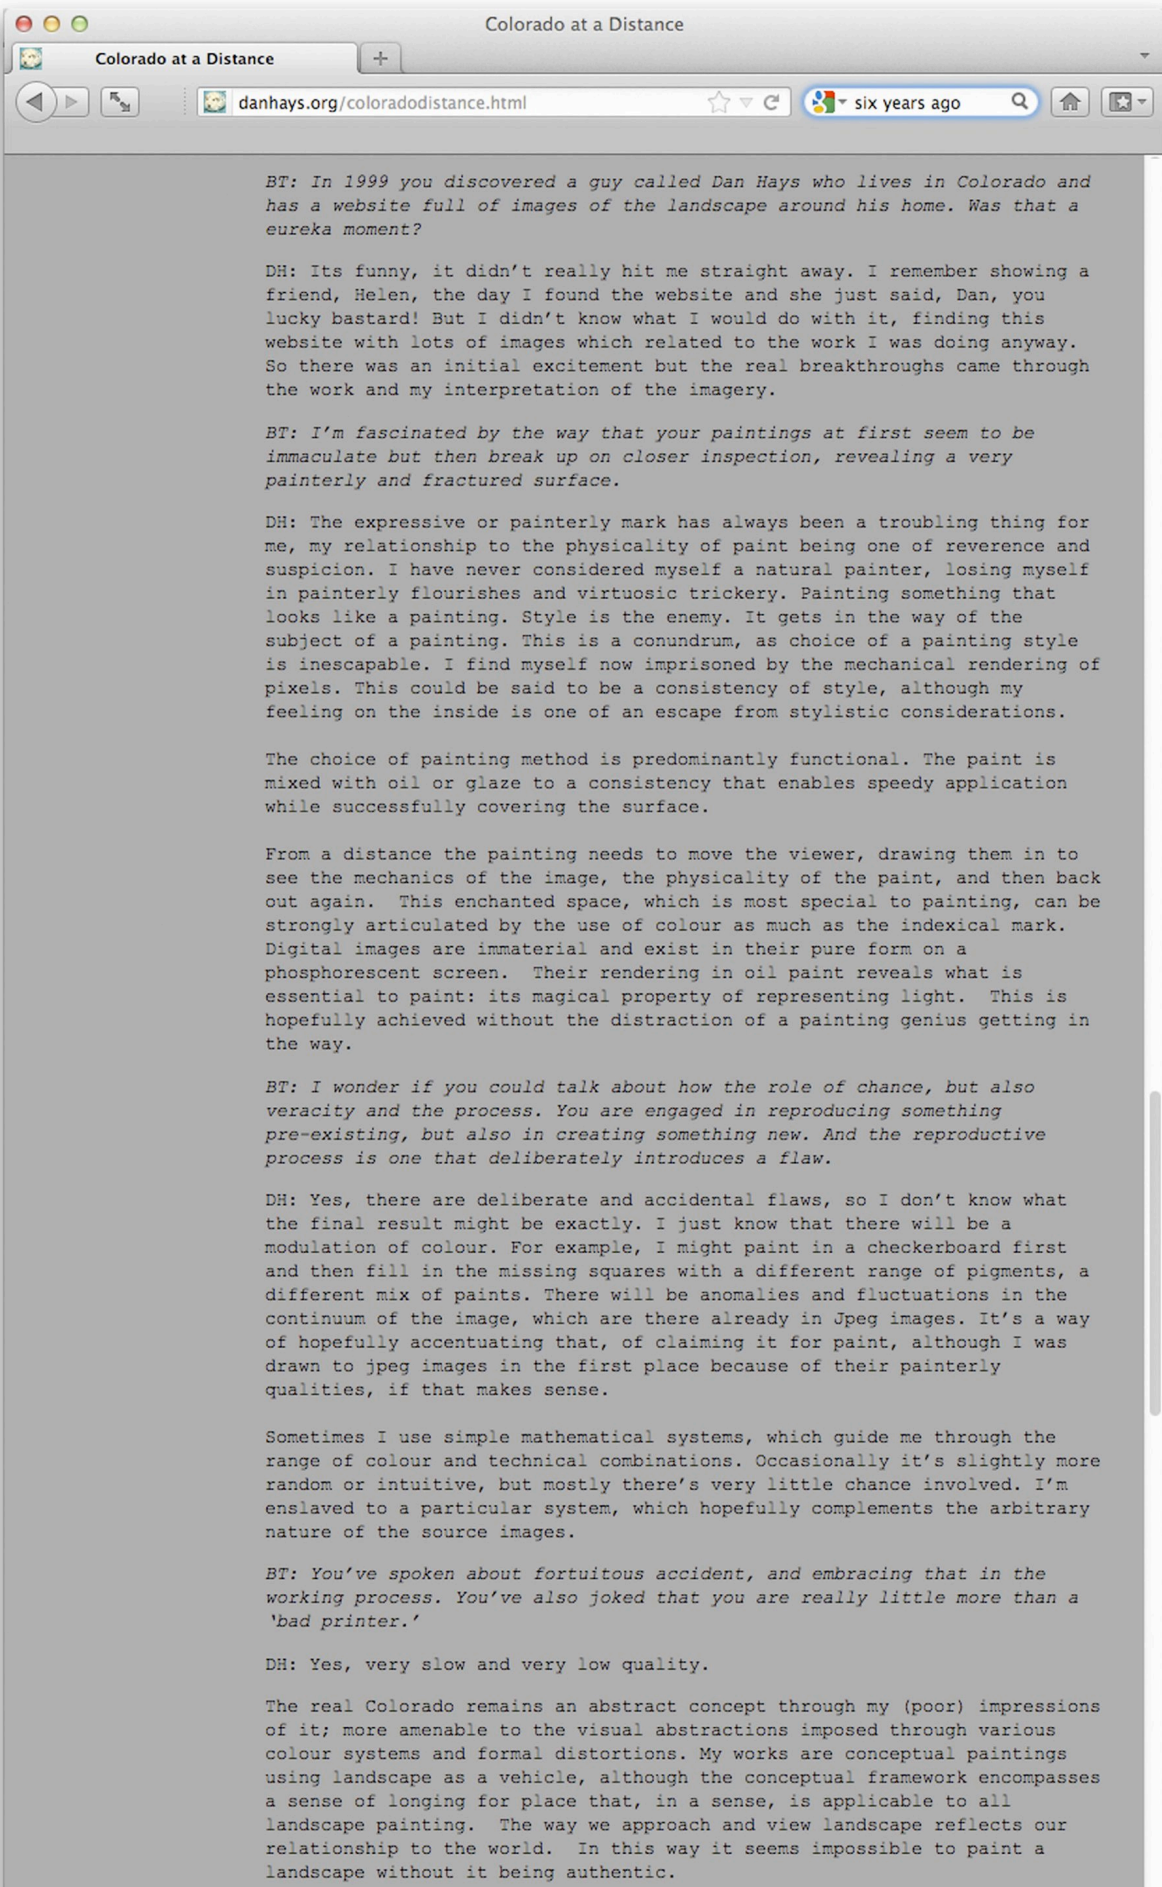 Colorado at a Distance
Colorado at a Distance
danhays.org/coloradodistance.html
six years ago
BT: In 1999 you discovered a guy called Dan Hays who lives in Colorado and
has a website full of images of the landscape around his home. Was that a
eureka moment?
DH: Its funny, it didn’t really hit me straight away. I remember showing a
friend, Helen, the day I found the website and she just said, Dan, you
lucky bastard! But I didn’t know what I would do with it, finding this
website with lots of images which related to the work I was doing anyway.
So there was an initial excitement but the real breakthroughs came through
the work and my interpretation of the imagery.
BT: I’m fascinated by the way that your paintings at first seem to be
immaculate but then break up on closer inspection, revealing a very
painterly and fractured surface.
DH: The expressive or painterly mark has always been a troubling thing for
me, my relationship to the physicality of paint being one of reverence and
suspicion. I have never considered myself a natural painter, losing myself
in painterly flourishes and virtuosic trickery. Painting something that
looks like a painting. Style is the enemy. It gets in the way of the
subject of a painting. This is a conundrum, as choice of a painting style
is inescapable. I find myself now imprisoned by the mechanical rendering of
pixels. This could be said to be a consistency of style, although my
feeling on the inside is one of an escape from stylistic considerations.
The choice of painting method is predominantly functional. The paint is
mixed with oil or glaze to a consistency that enables speedy application
while successfully covering the surface.
From a distance the painting needs to move the viewer, drawing them in to
see the mechanics of the image, the physicality of the paint, and then back
out again.  This enchanted space, which is most special to painting, can be
strongly articulated by the use of colour as much as the indexical mark.
Digital images are immaterial and exist in their pure form on a
phosphorescent screen.  Their rendering in oil paint reveals what is
essential to paint: its magical property of representing light.  This is
hopefully achieved without the distraction of a painting genius getting in
the way.
BT: I wonder if you could talk about how the role of chance, but also
veracity and the process. You are engaged in reproducing something
pre-existing, but also in creating something new. And the reproductive
process is one that deliberately introduces a flaw.
DH: Yes, there are deliberate and accidental flaws, so I don’t know what
the final result might be exactly. I just know that there will be a
modulation of colour. For example, I might paint in a checkerboard first
and then fill in the missing squares with a different range of pigments, a
different mix of paints. There will be anomalies and fluctuations in the
continuum of the image, which are there already in Jpeg images. It’s a way
of hopefully accentuating that, of claiming it for paint, although I was
drawn to jpeg images in the first place because of their painterly
qualities, if that makes sense.
Sometimes I use simple mathematical systems, which guide me through the
range of colour and technical combinations. Occasionally it’s slightly more
random or intuitive, but mostly there’s very little chance involved. I’m
enslaved to a particular system, which hopefully complements the arbitrary
nature of the source images.
BT: You’ve spoken about fortuitous accident, and embracing that in the
working process. You’ve also joked that you are really little more than a
‘bad printer.’
DH: Yes, very slow and very low quality.
The real Colorado remains an abstract concept through my (poor) impressions
of it; more amenable to the visual abstractions imposed through various
colour systems and formal distortions. My works are conceptual paintings
using landscape as a vehicle, although the conceptual framework encompasses
a sense of longing for place that, in a sense, is applicable to all
landscape painting.  The way we approach and view landscape reflects our
relationship to the world.  In this way it seems impossible to paint a
landscape without it being authentic.